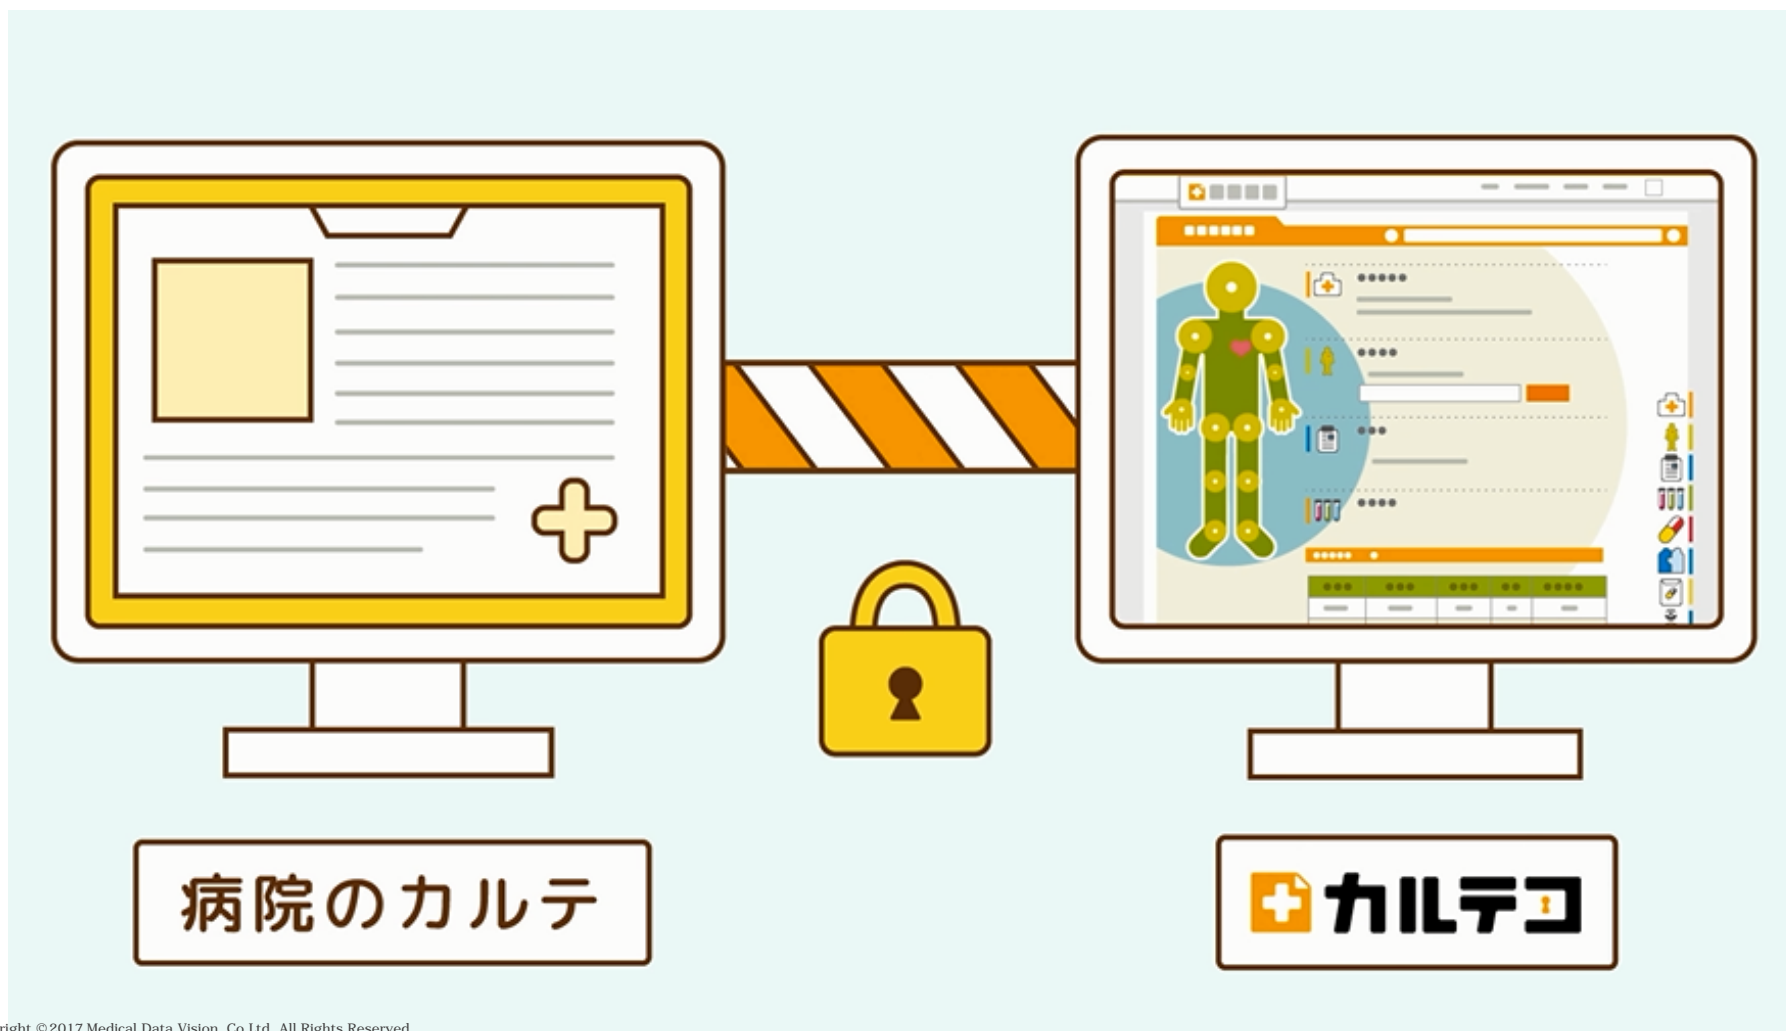 病院のカルテ
カルテコ
right ©2017 Medical Data Vision, Co.Ltd. All Rights Reserved.